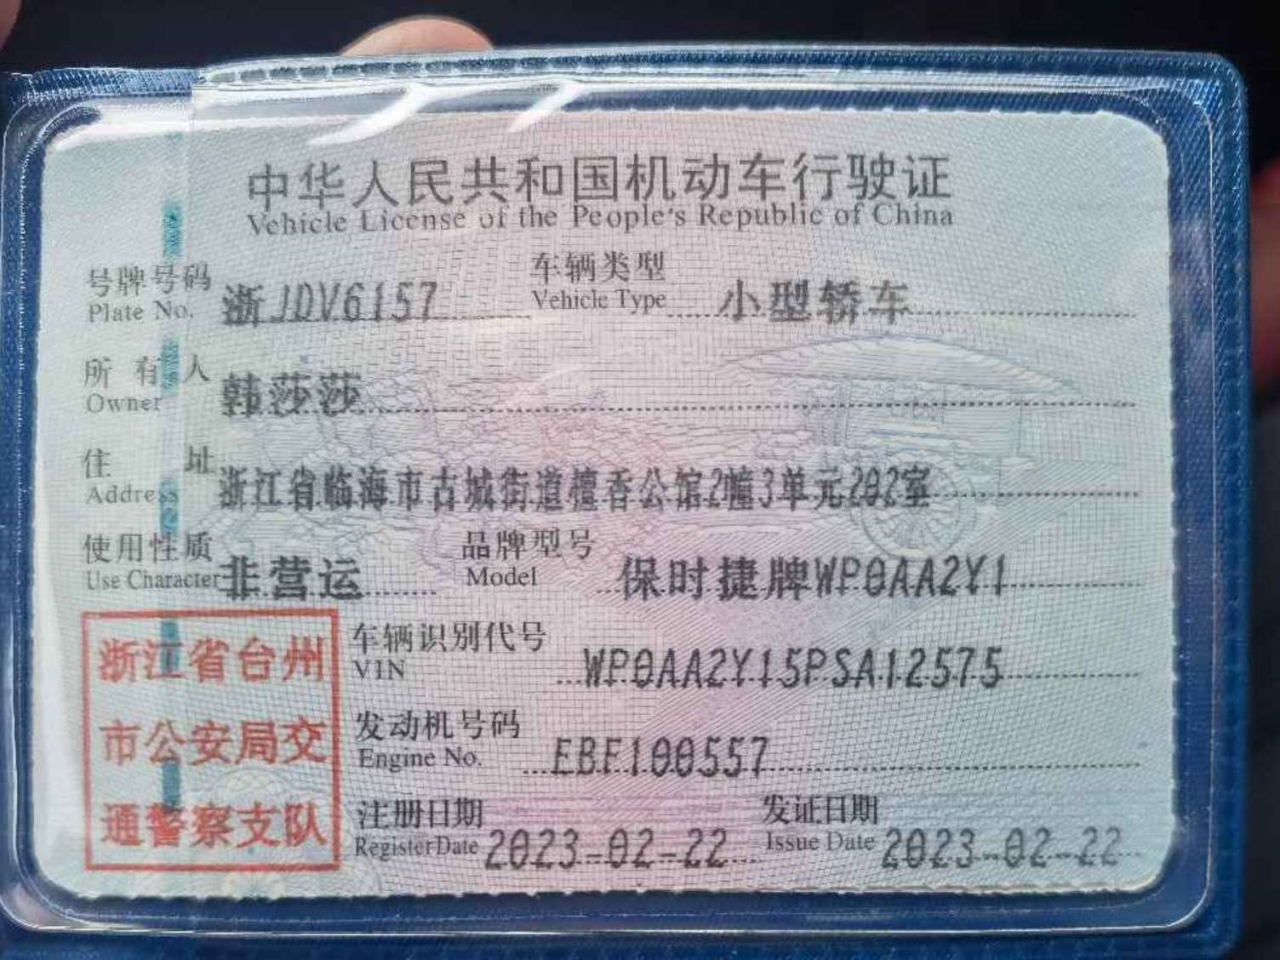 中华人民共和国机动车行驶证
Vehicle License of the People's Republic of China
号牌号码 Plate No. 浙JDV6157 车辆类型 Vehicle Type 小型轿车
所有人 Owner 韩莎莎
住址 Address 浙江省临海市古城街道檀香公馆2幢3单元202室
使用性质 Use Character 非营运 品牌型号 Model 保时捷牌WP0AA2Y1
浙江省台州
市公安局交
通警察支队
车辆识别代号 VIN WP0AA2Y15PSA12575
发动机号码 Engine No. EBF100557
注册日期 Register Date 2023-02-22 发证日期 Issue Date 2023-02-22